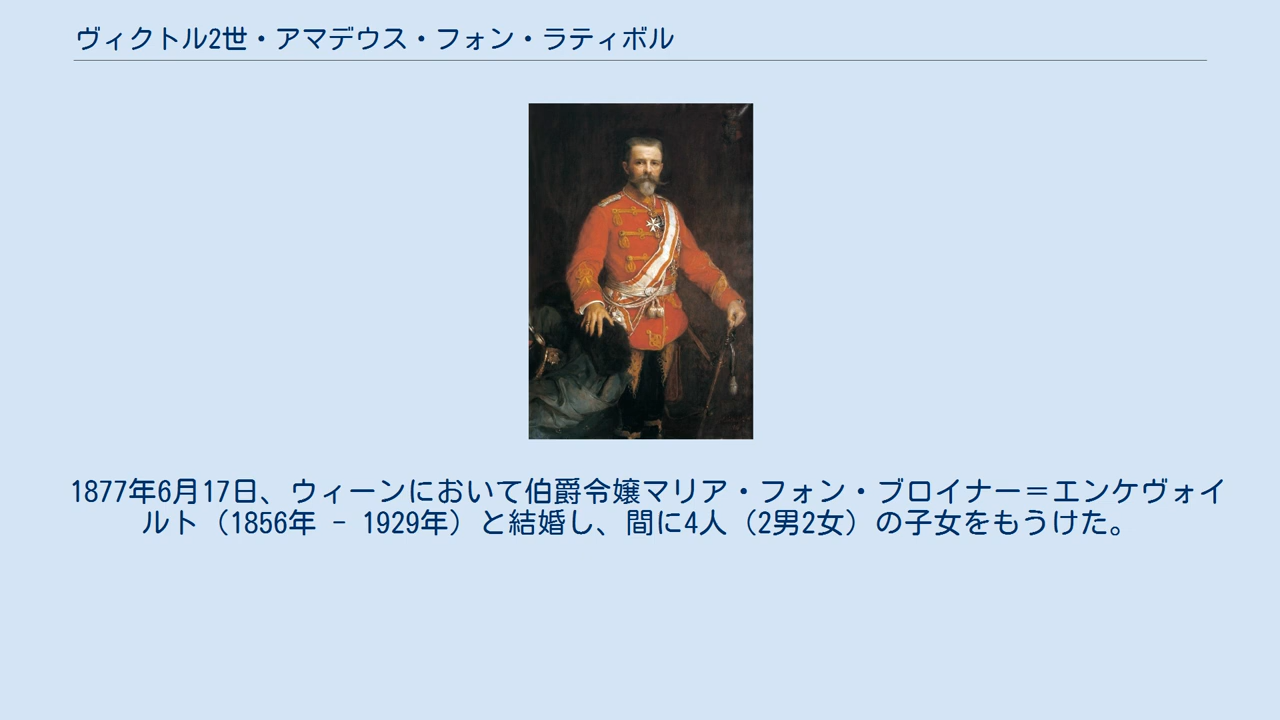 ヴィクトル2世・アマデウス・フォン・ラティボル
1877年6月17日、ウィーンにおいて伯爵令嬢マリア・フォン・ブロイナー＝エンケヴォイ
ルト（1856年 - 1929年）と結婚し、間に4人（2男2女）の子女をもうけた。